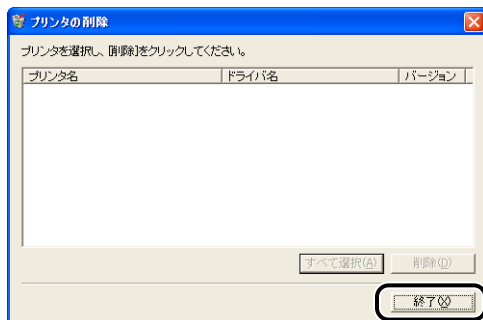 プリンタの削除
プリンタを選択し、[削除]をクリックしてください。
プリンタ名 ドライバ名 バージョン
すべて選択(A) 削除(D)
終了(X)